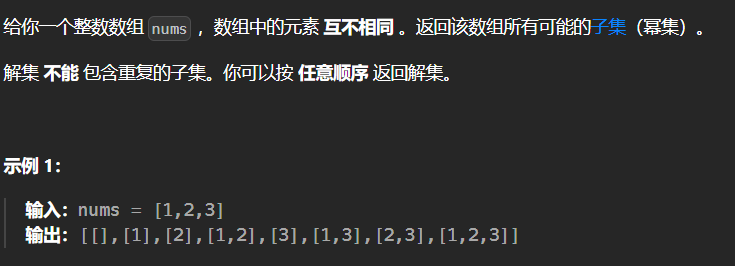 给你一个整数数组 nums ，数组中的元素 互不相同 。返回该数组所有可能的子集（幂集）。
解集 不能 包含重复的子集。你可以按 任意顺序 返回解集。
示例 1：
输入：nums = [1,2,3]
输出：[[],[1],[2],[1,2],[3],[1,3],[2,3],[1,2,3]]